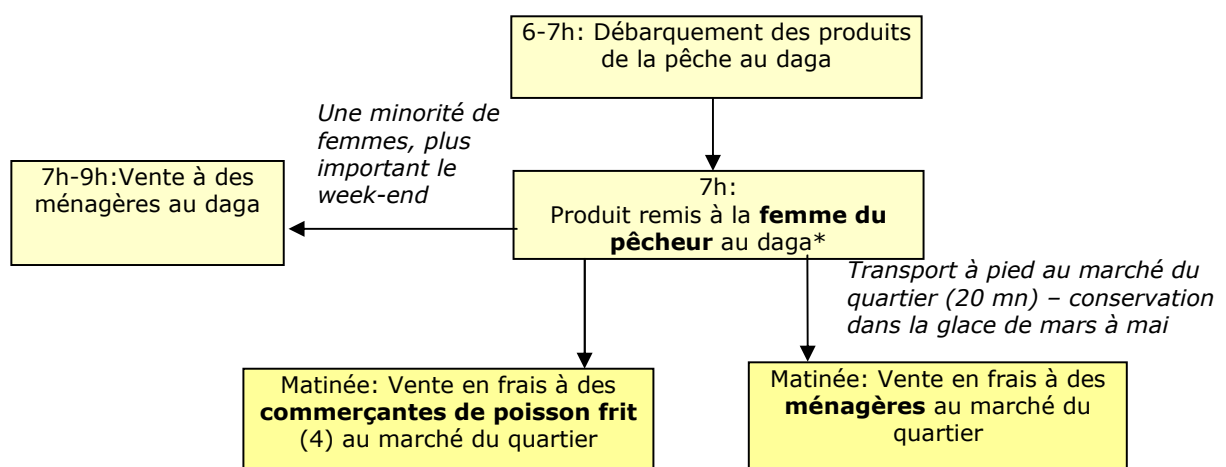 6-7h: Débarquement des produits
de la pêche au daga
Une minorité de
femmes, plus
important le
week-end
7h-9h:Vente à des
ménagères au daga
7h:
Produit remis à la femme du
pêcheur au daga*
Transport à pied au marché du
quartier (20 mn) – conservation
dans la glace de mars à mai
Matinée: Vente en frais à des
commerçantes de poisson frit
(4) au marché du quartier
Matinée: Vente en frais à des
ménagères au marché du
quartier